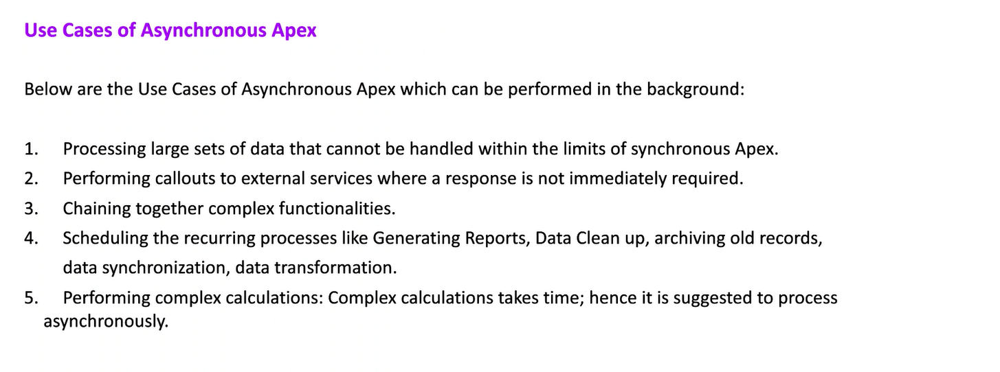 Use Cases of Asynchronous Apex
Below are the Use Cases of Asynchronous Apex which can be performed in the background:
1. Processing large sets of data that cannot be handled within the limits of synchronous Apex.
2. Performing callouts to external services where a response is not immediately required.
3. Chaining together complex functionalities.
4. Scheduling the recurring processes like Generating Reports, Data Clean up, archiving old records,
data synchronization, data transformation.
5. Performing complex calculations: Complex calculations takes time; hence it is suggested to process
asynchronously.